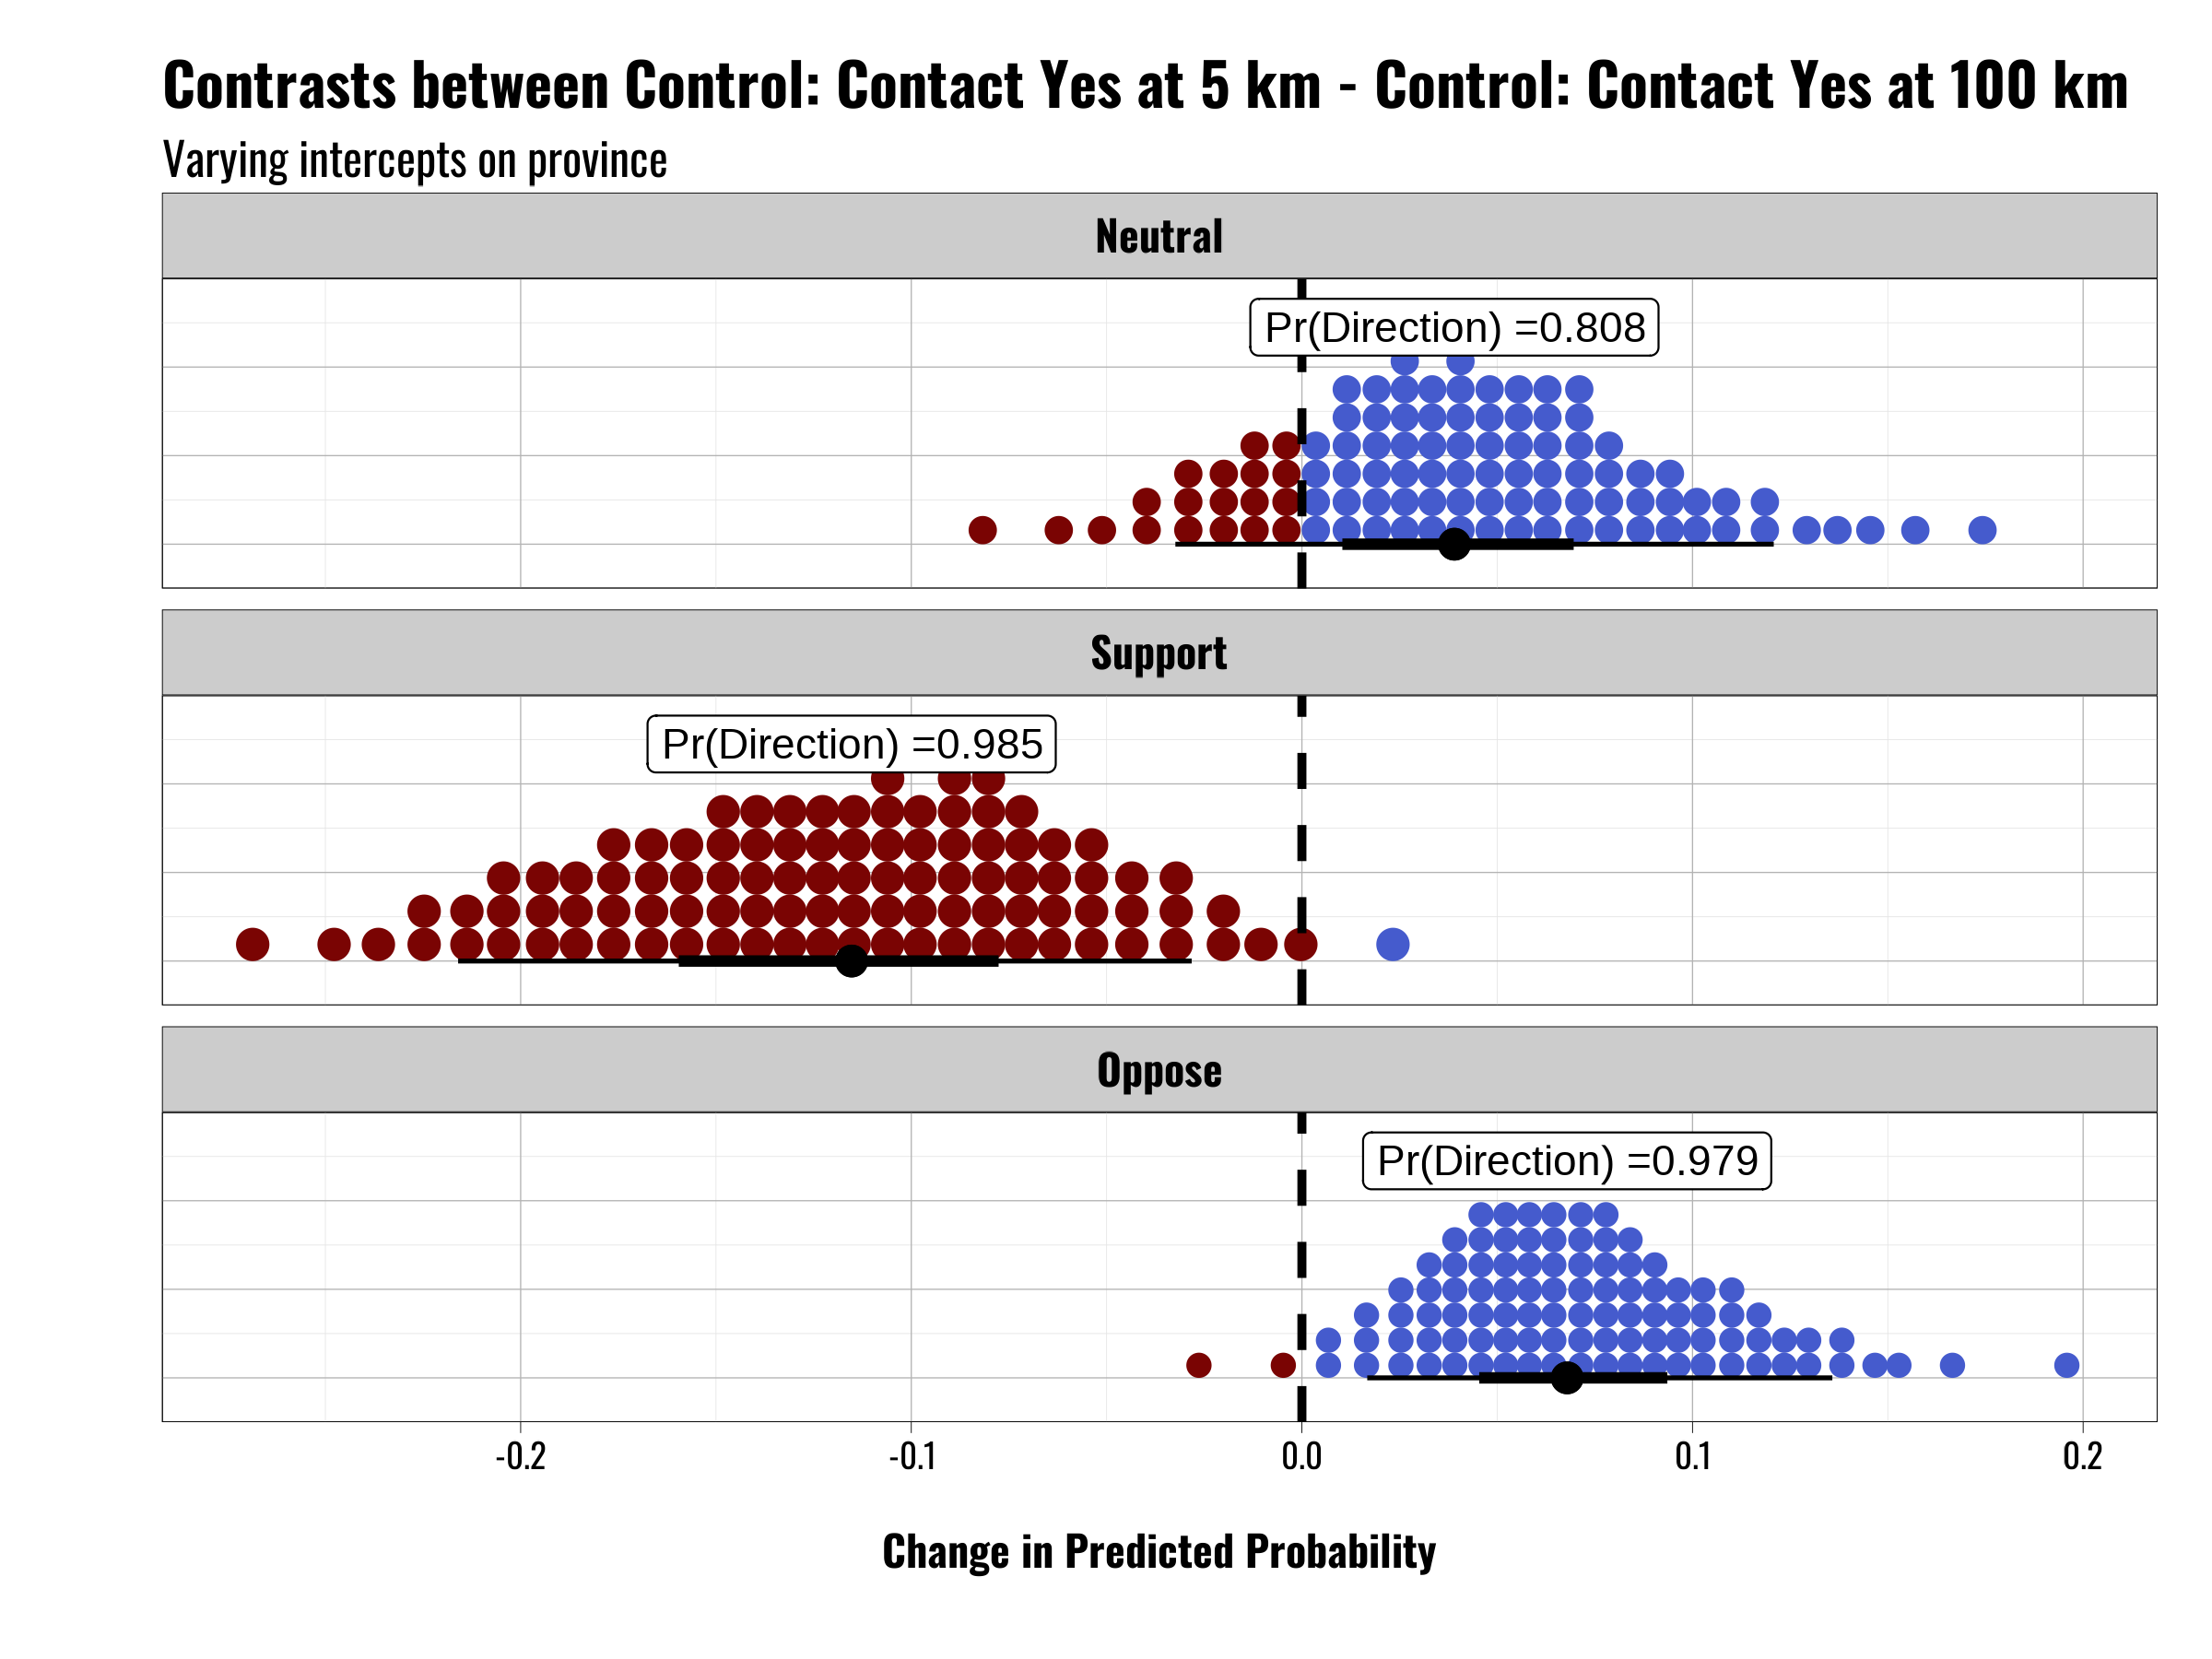 Contrasts between Control: Contact Yes at 5 km - Control: Contact Yes at 100 km
Varying intercepts on province
Neutral
Pr(Direction) =0.808
Support
Pr(Direction) =0.985
Oppose
Pr(Direction) =0.979
-0.2 -0.1 0.0 0.1 0.2
Change in Predicted Probability